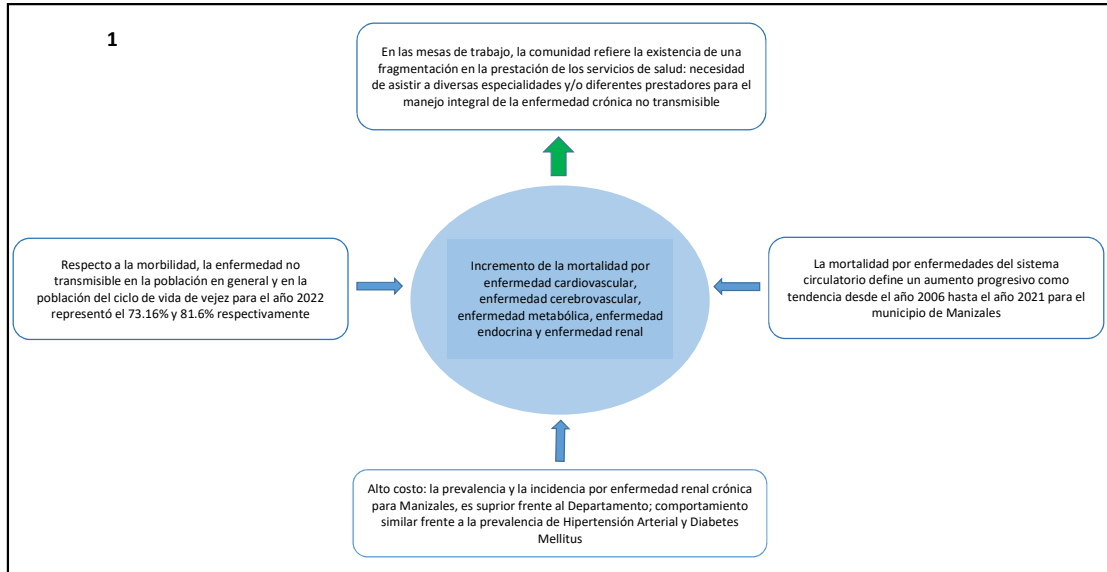 1
En las mesas de trabajo, la comunidad refiere la existencia de una
fragmentación en la prestación de los servicios de salud: necesidad
de asistir a diversas especialidades y/o diferentes prestadores para el
manejo integral de la enfermedad crónica no transmisible
Respecto a la morbilidad, la enfermedad no
transmisible en la población en general y en la
población del ciclo de vida de vejez para el año 2022
representó el 73.16% y 81.6% respectivamente
Incremento de la mortalidad por
enfermedad cardiovascular,
enfermedad cerebrovascular,
enfermedad metabólica, enfermedad
endocrina y enfermedad renal
La mortalidad por enfermedades del sistema
circulatorio define un aumento progresivo como
tendencia desde el año 2006 hasta el año 2021 para el
municipio de Manizales
Alto costo: la prevalencia y la incidencia por enfermedad renal crónica
para Manizales, es suprior frente al Departamento; comportamiento
similar frente a la prevalencia de Hipertensión Arterial y Diabetes
Mellitus